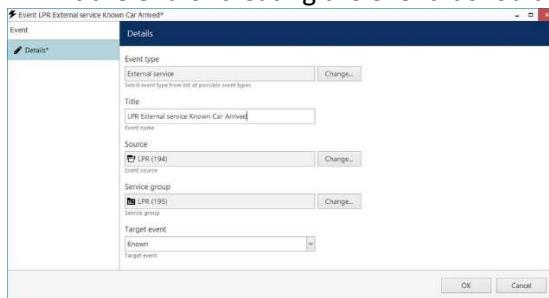 Event LPR External service Known Car Arrived*
Event
Details*
Details
Event type
External service
Change...
Select event type from list of possible event types
Title
LPR External service Known Car Arrived
Event name
Source
LPR (194)
Change...
Event source
Service group
LPR (195)
Change...
Service group
Target event
Known
Target event
OK
Cancel